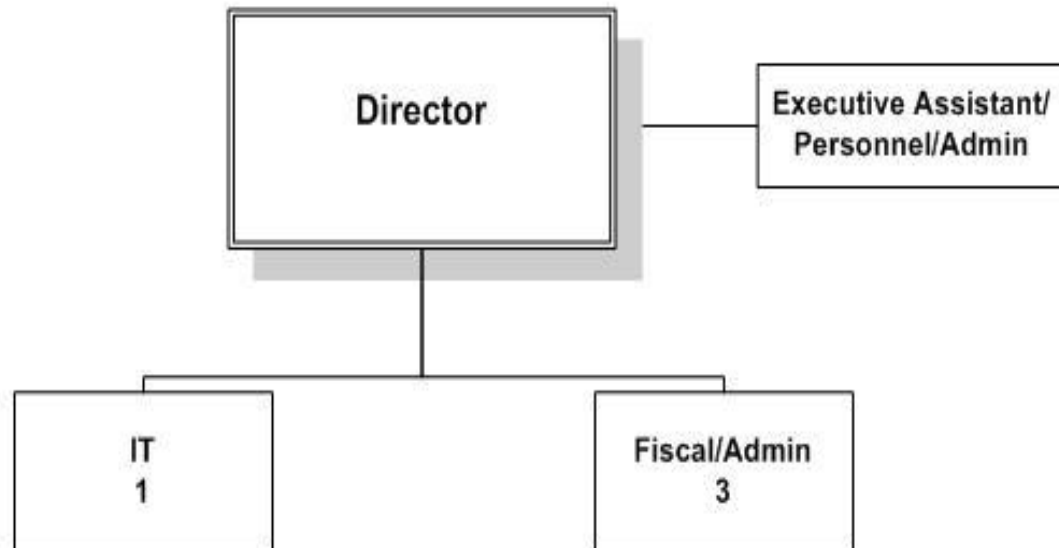 Director
Executive Assistant/
Personnel/Admin
IT
1
Fiscal/Admin
3